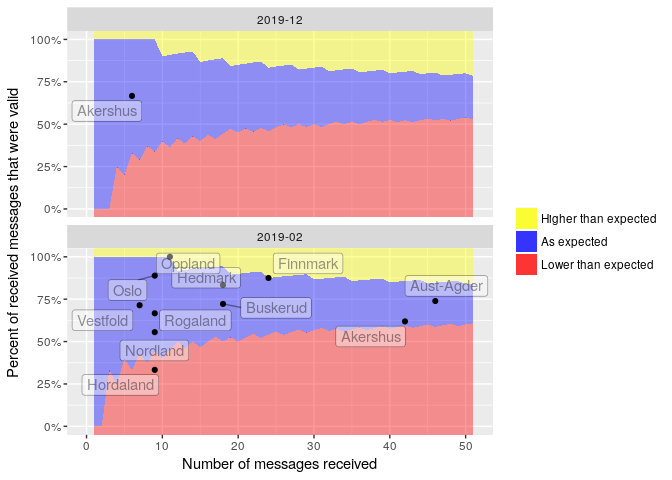 2019-12
100%
75%
50%
25%
0%
Akershus
Percent of received messages that were valid
2019-02
100%
75%
50%
25%
0%
Oppland
Finnmark
Hedmark
Oslo
Aust-Agder
Buskerud
Vestfold
Rogaland
Akershus
Nordland
Hordaland
0
10
20
30
40
50
Number of messages received
Higher than expected
As expected
Lower than expected